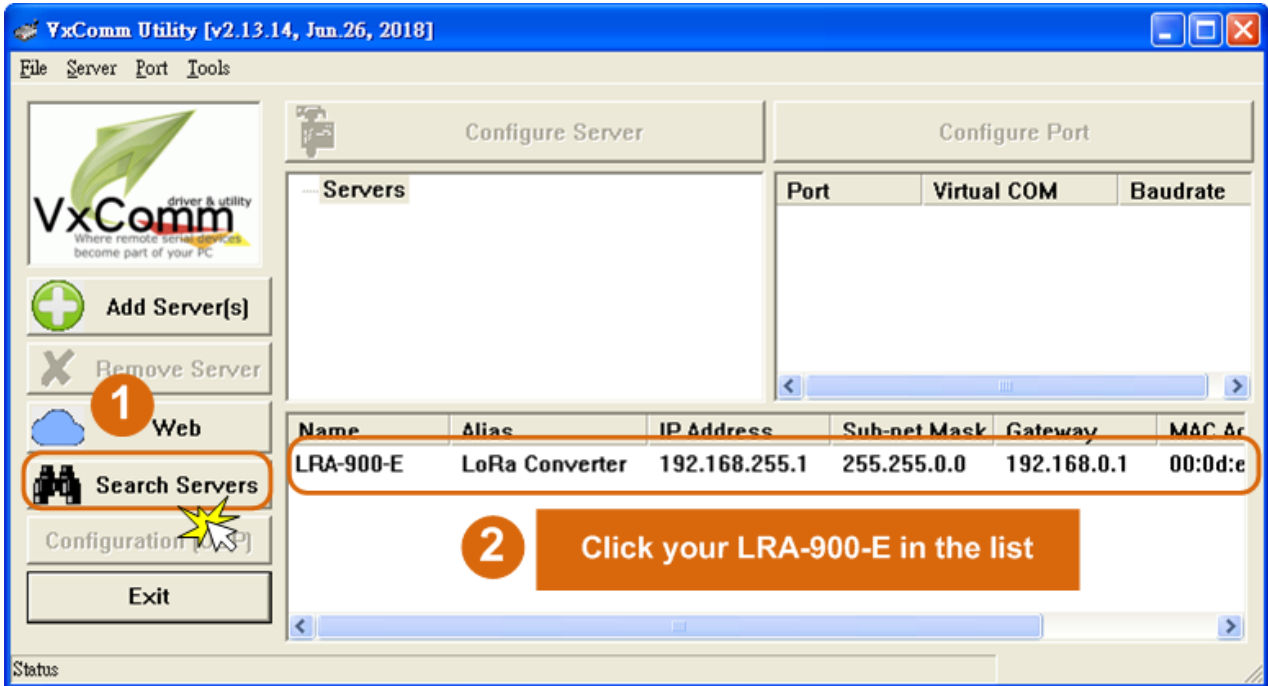 VxComm Utility [v2.13.14, Jun.26, 2018]
File Server Port Tools
VxComm
driver & utility
Where remote serial devices
become part of your PC
Configure Server
Configure Port
Servers
Port Virtual COM Baudrate
Add Server(s)
Remove Server
1
Web
Search Servers
Name Alias IP Address Sub-net Mask Gateway MAC Ac
LRA-900-E LoRa Converter 192.168.255.1 255.255.0.0 192.168.0.1 00:0d:e
2
Click your LRA-900-E in the list
Configuration
Exit
Status